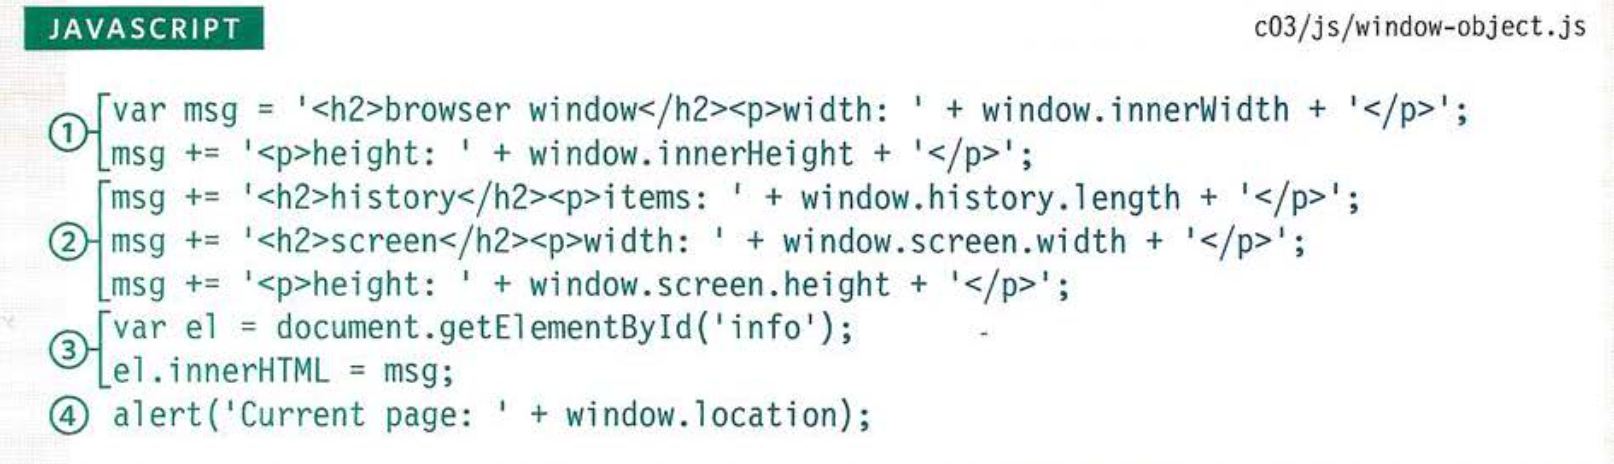 JAVASCRIPT
c03/js/window-object.js
① var msg = '<h2>browser window</h2><p>width: ' + window.innerWidth + '</p>';
msg += '<p>height: ' + window.innerHeight + '</p>';
msg += '<h2>history</h2><p>items: ' + window.history.length + '</p>';
② msg += '<h2>screen</h2><p>width: ' + window.screen.width + '</p>';
msg += '<p>height: ' + window.screen.height + '</p>';
③ var el = document.getElementById('info');
el.innerHTML = msg;
④ alert('Current page: ' + window.location);